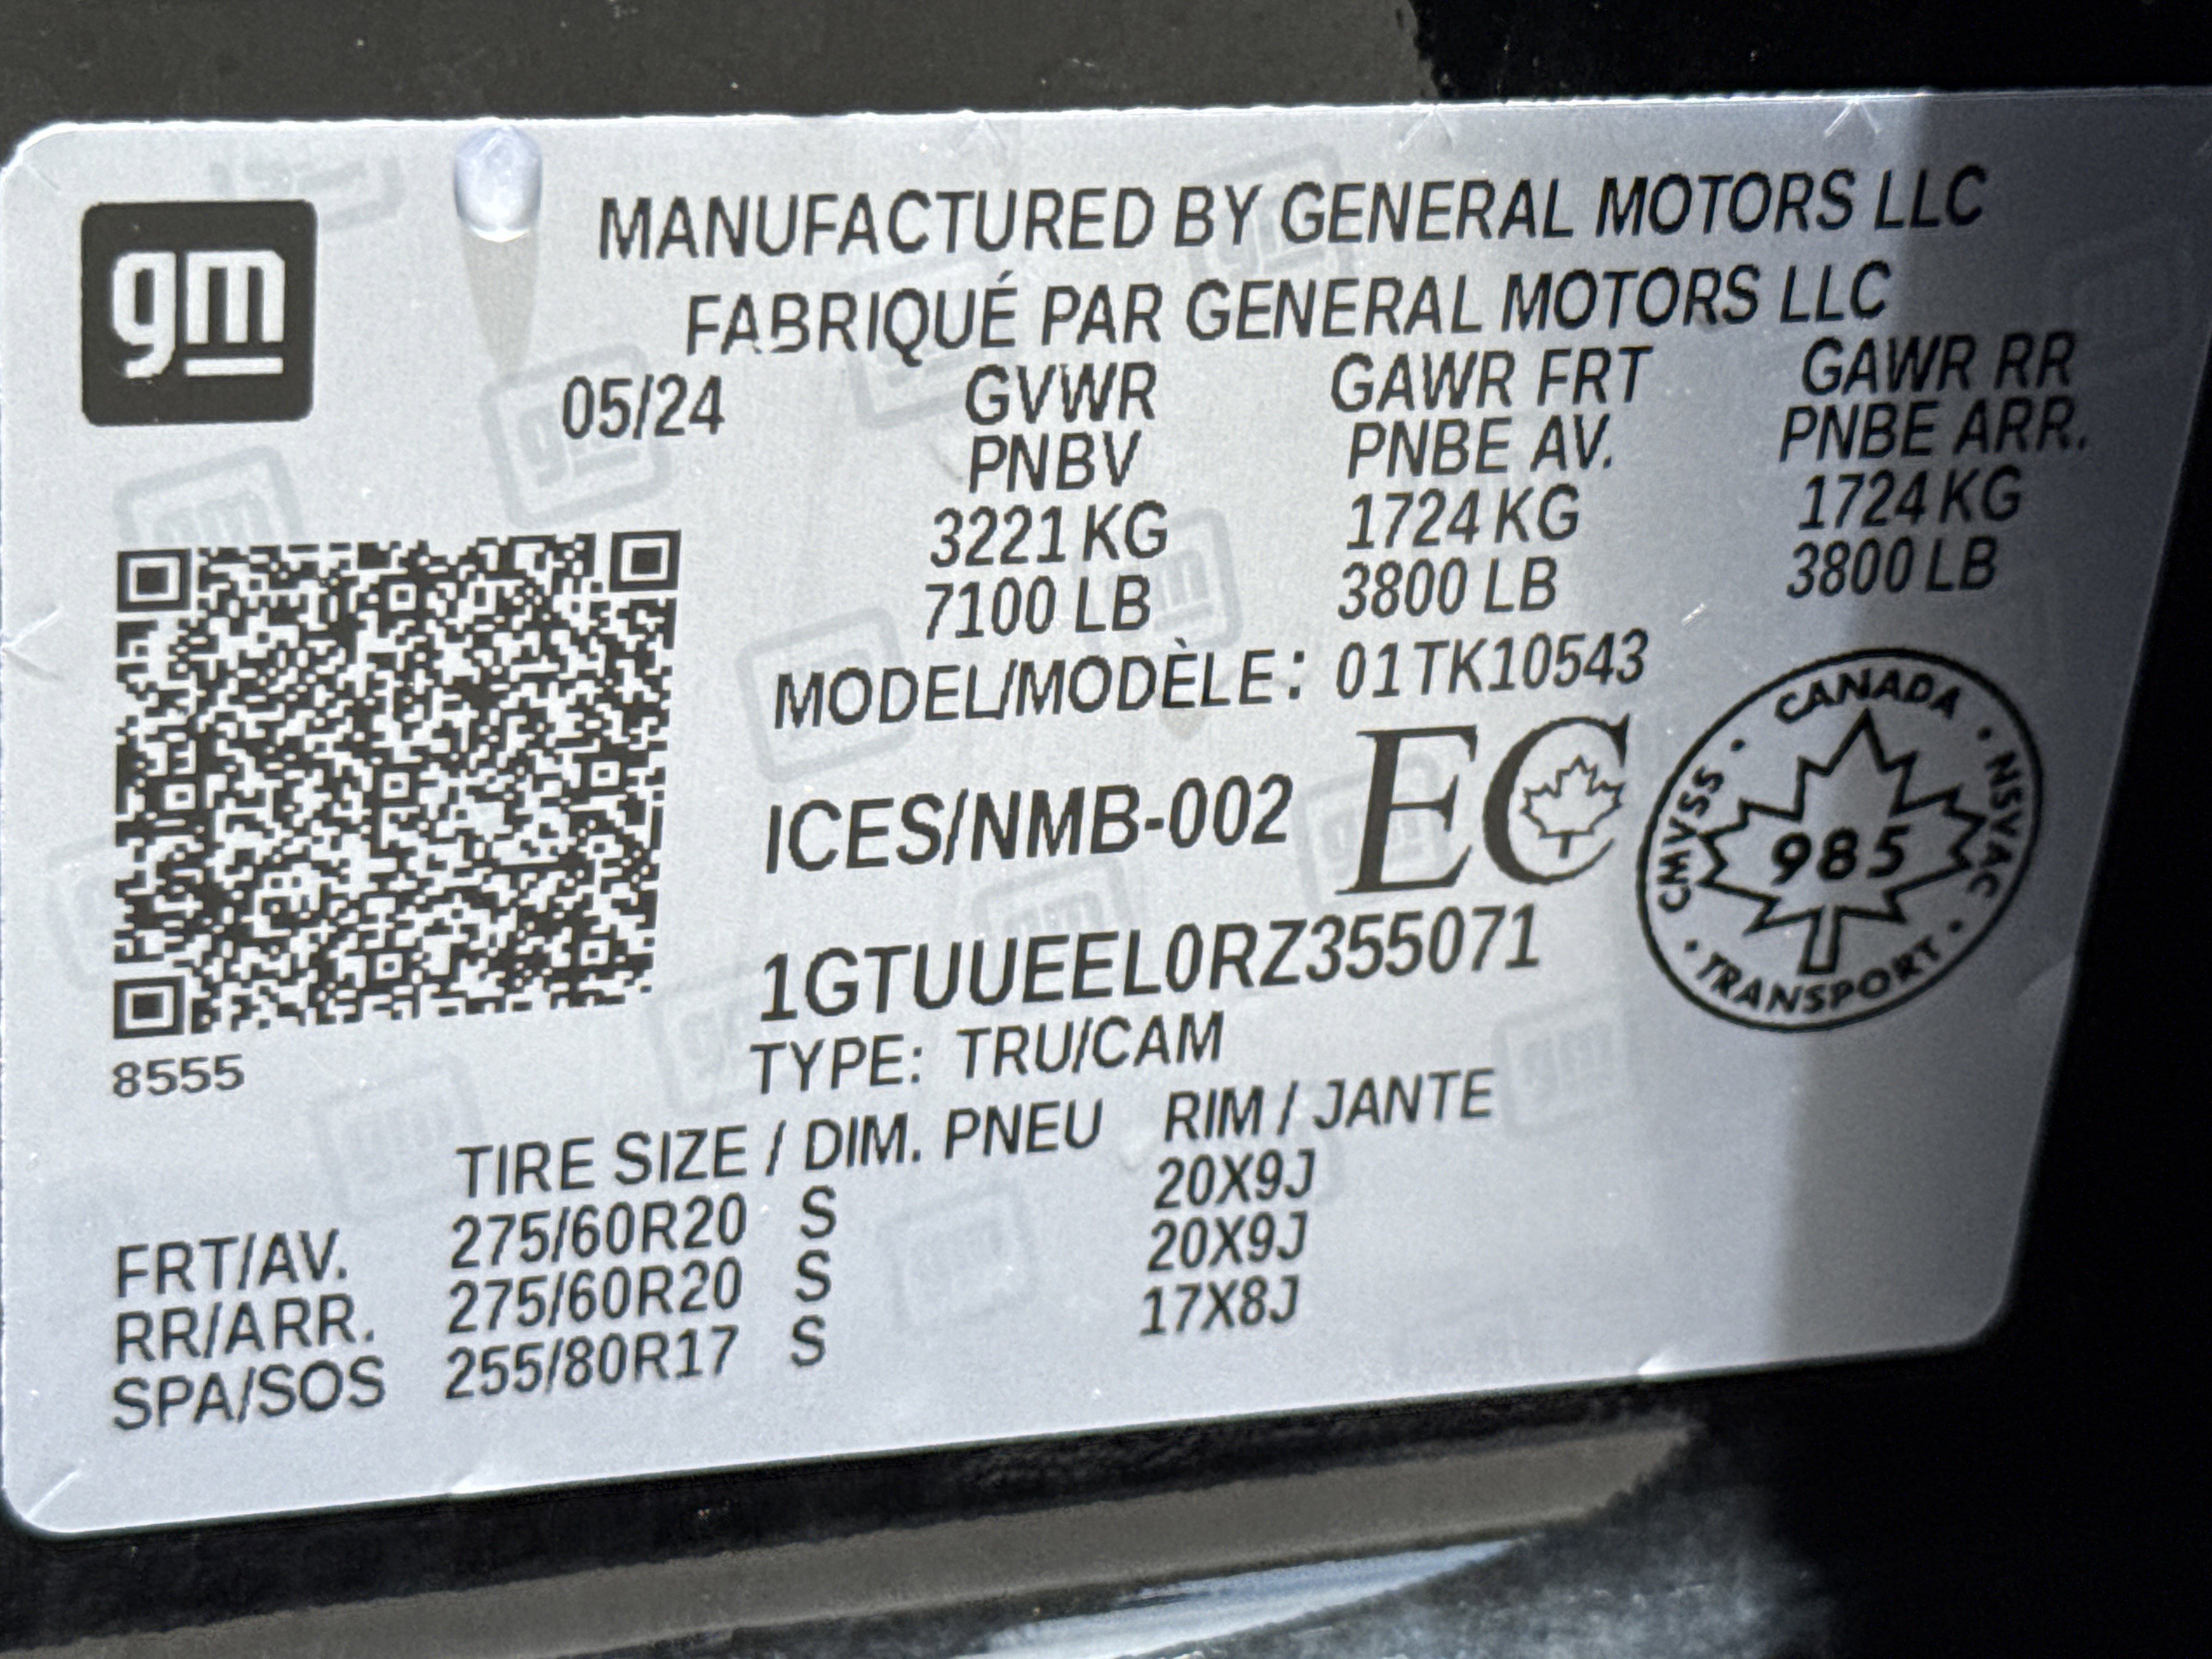 gm
MANUFACTURED BY GENERAL MOTORS LLC
FABRIQUÉ PAR GENERAL MOTORS LLC
05/24 GVWR GAWR FRT GAWR RR
PNBV PNBE AV. PNBE ARR.
3221 KG 1724 KG 1724 KG
7100 LB 3800 LB 3800 LB
MODEL/MODÈLE: 01TK10543
ICES/NMB-002 EC
CANADA · NSVAC · TRANSPORT · CMVSS ·
985
1GTUUEEL0RZ355071
8555
TYPE: TRU/CAM
TIRE SIZE / DIM. PNEU RIM / JANTE
FRT/AV. 275/60R20 S 20X9J
RR/ARR. 275/60R20 S 20X9J
SPA/SOS 255/80R17 S 17X8J